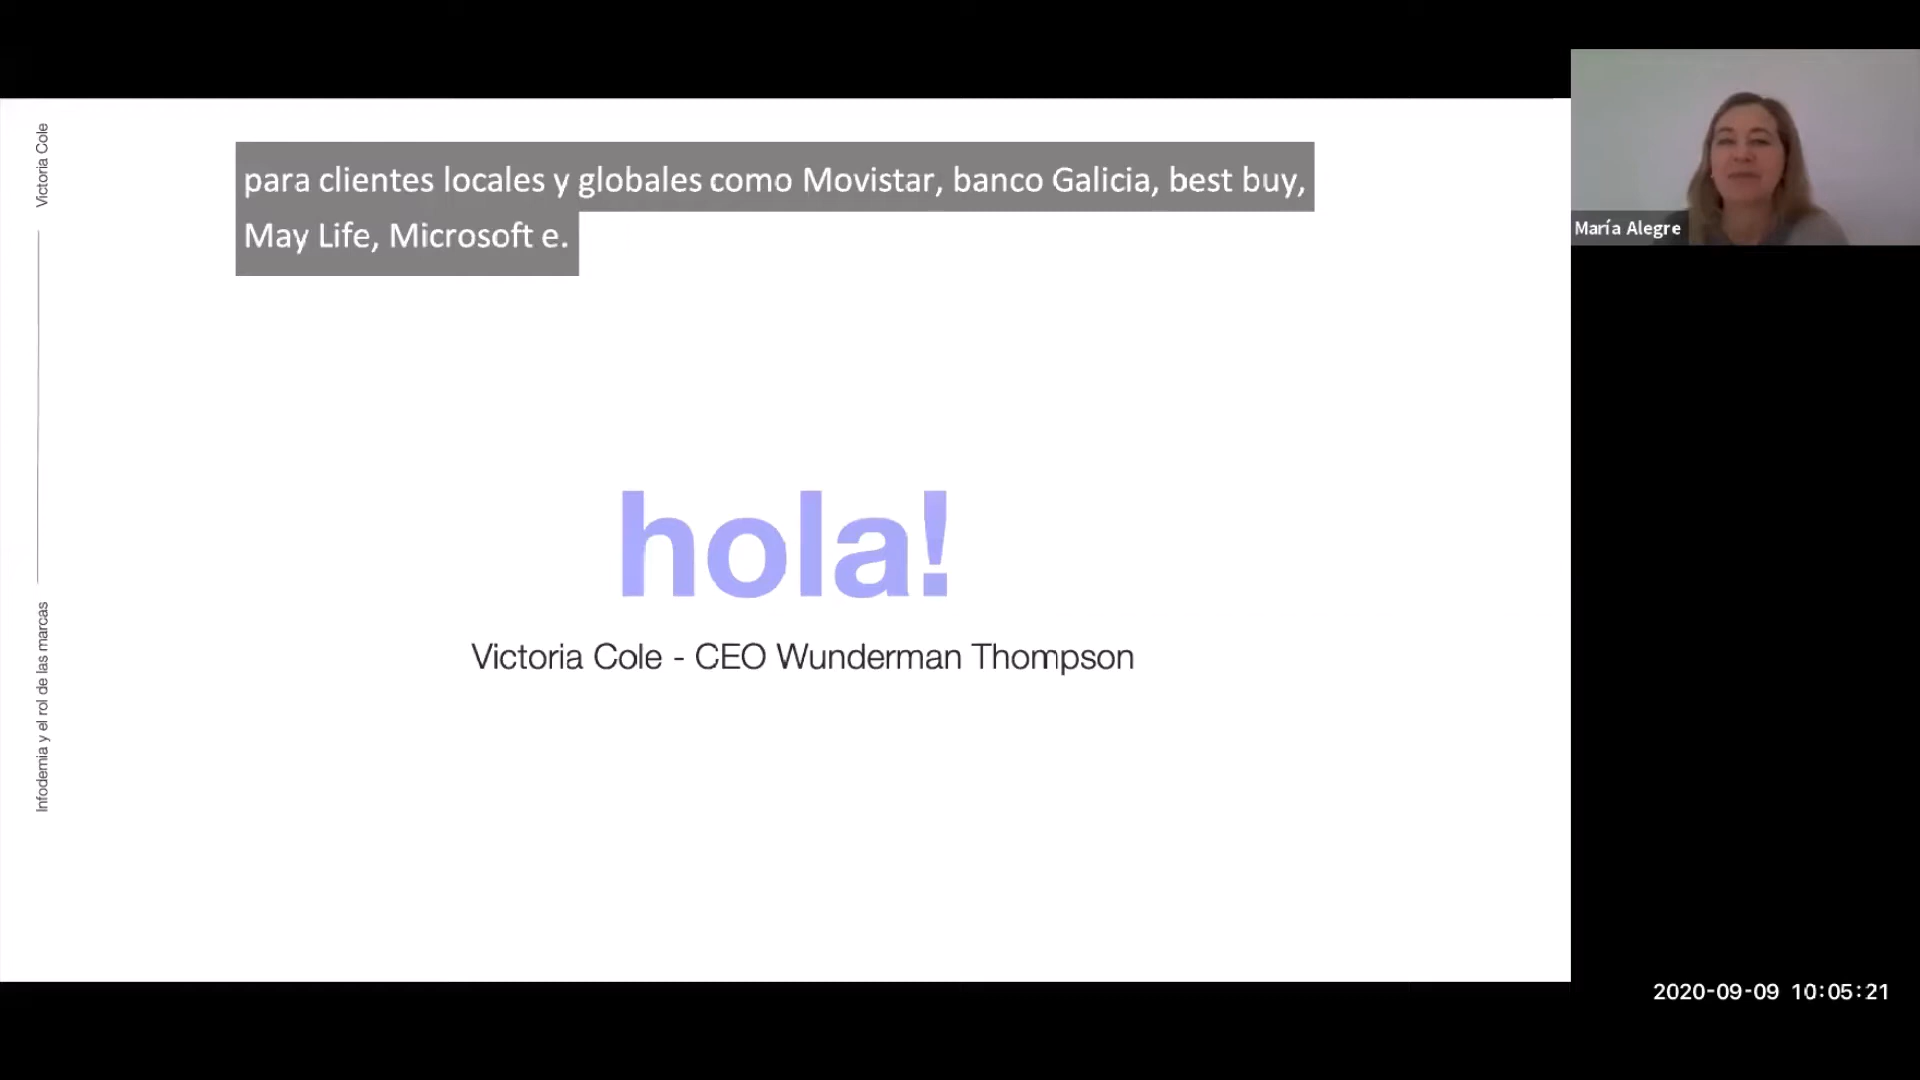 Victoria Cole
Infodemia y el rol de las marcas
para clientes locales y globales como Movistar, banco Galicia, best buy,
May Life, Microsoft e.
hola!
Victoria Cole - CEO Wunderman Thompson
María Alegre
2020-09-09 10:05:21